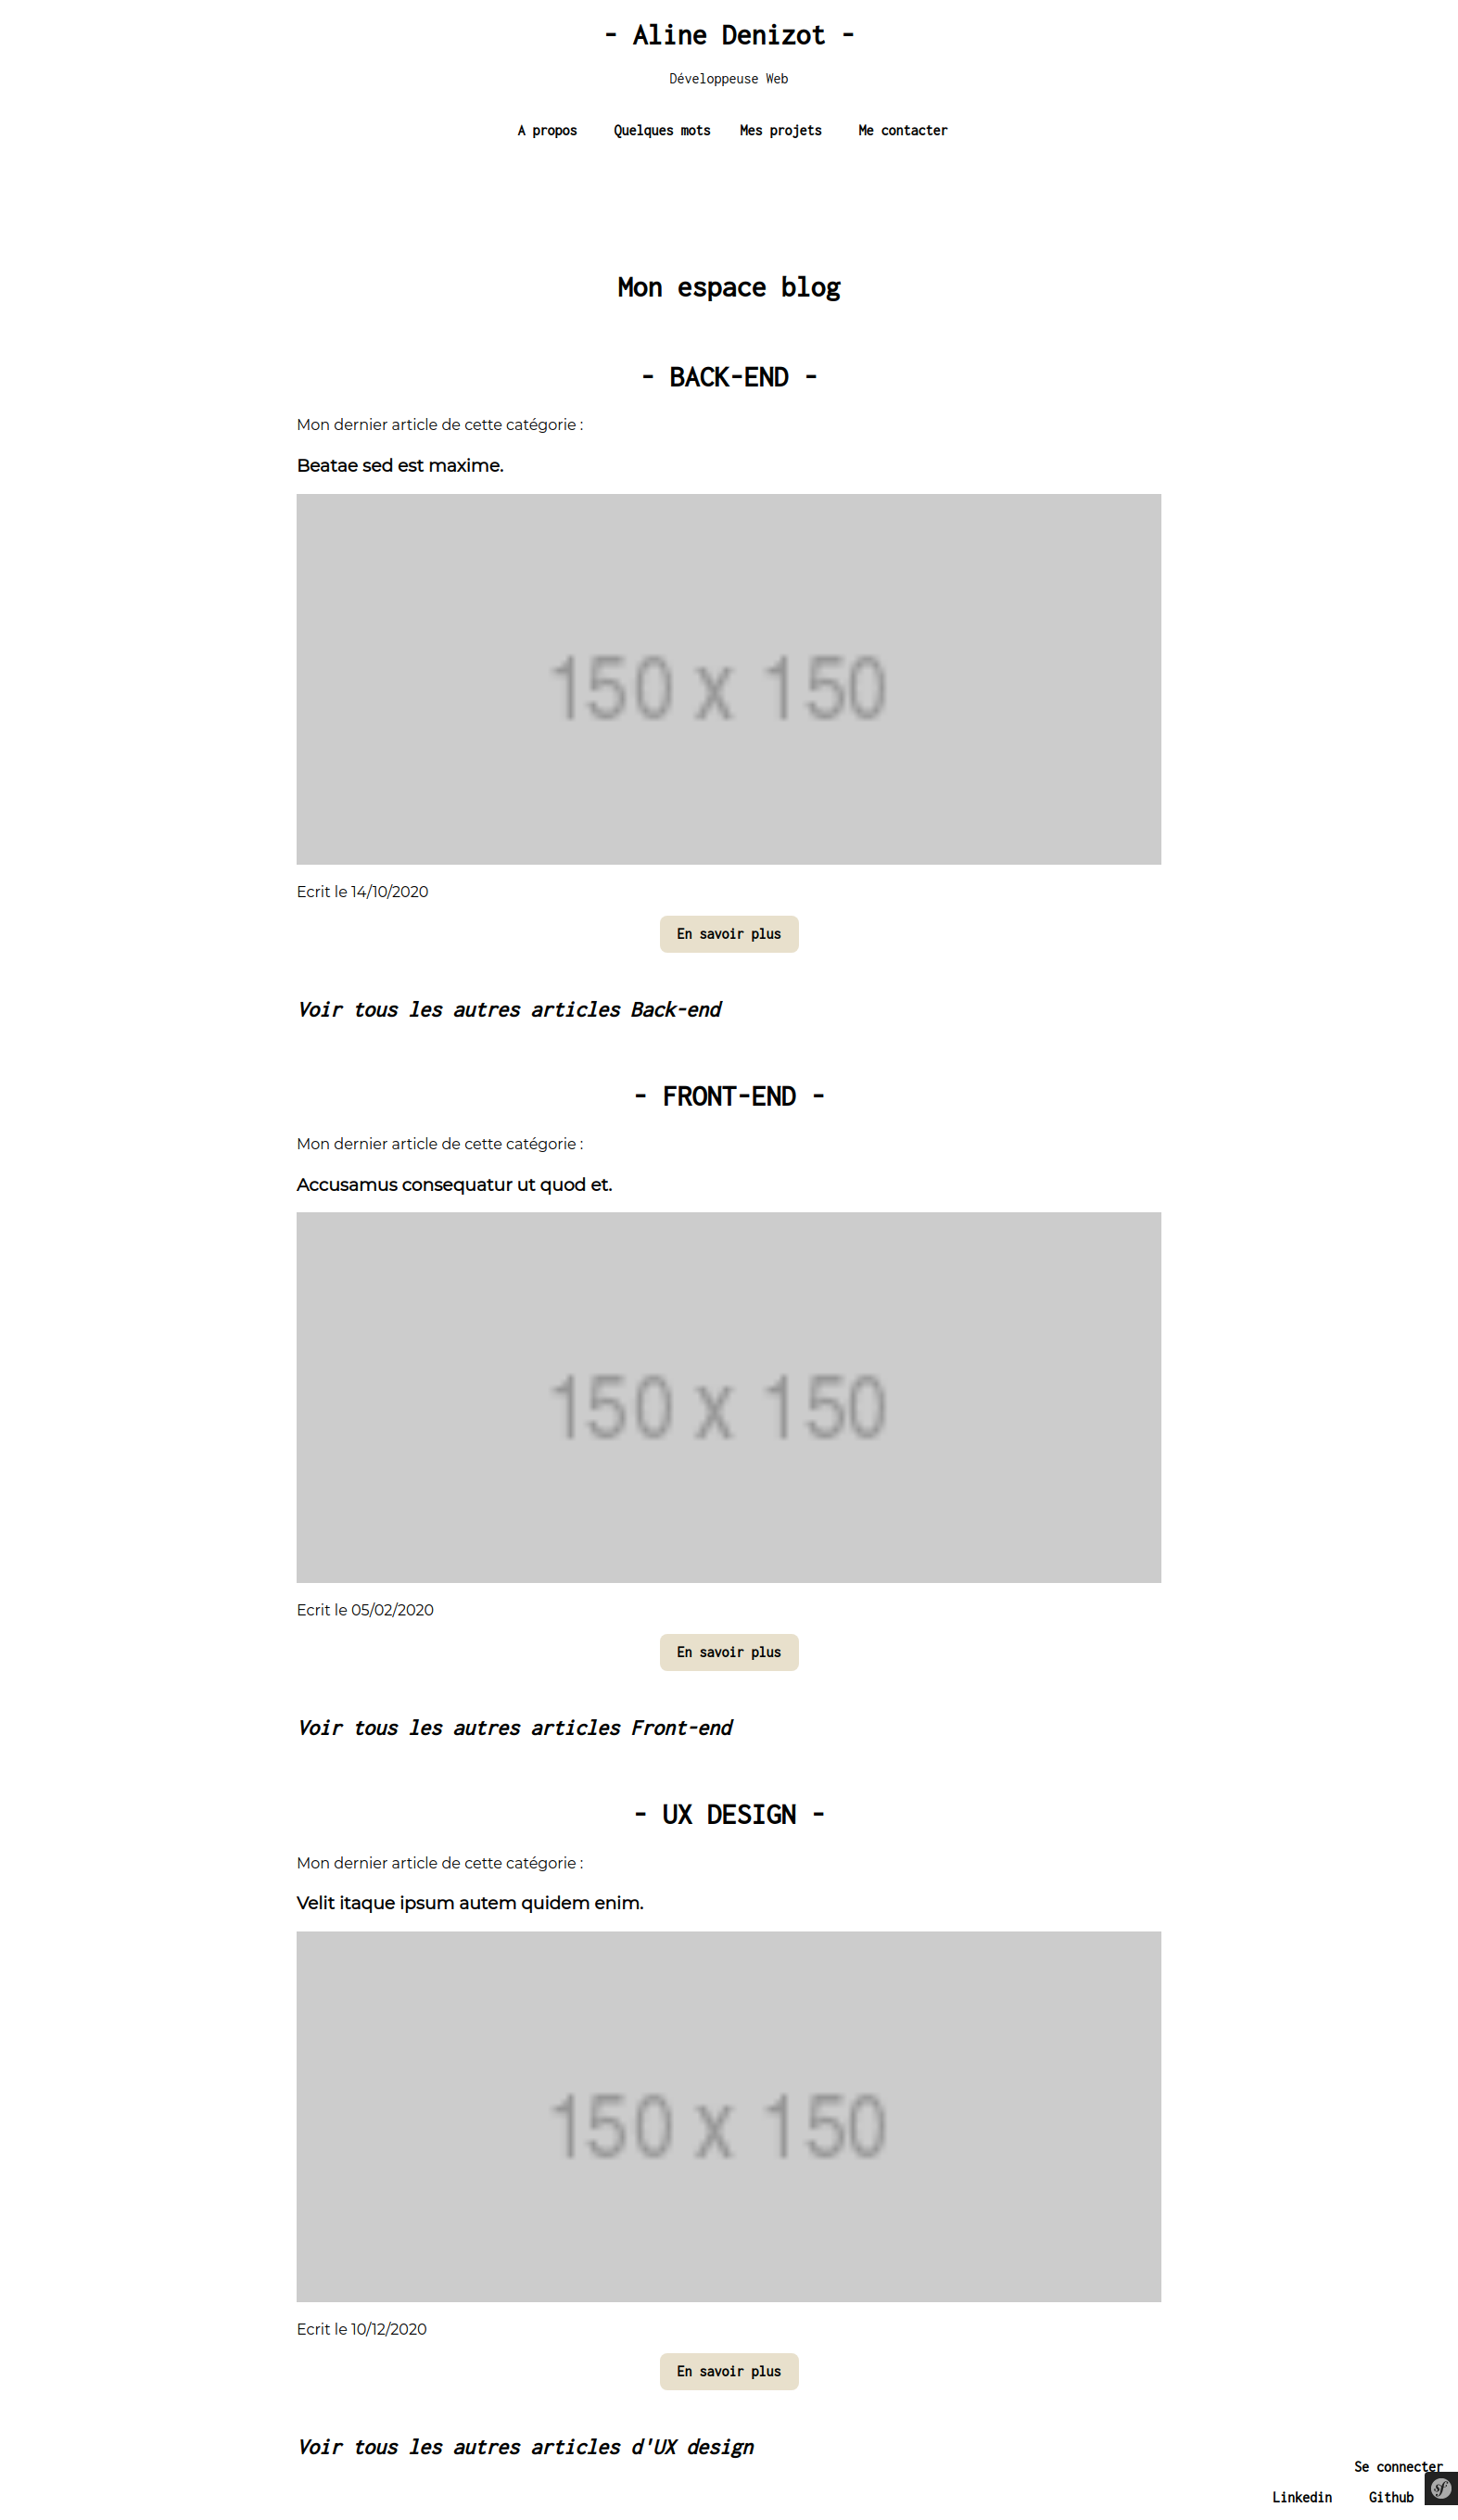 - Aline Denizot -
Développeuse Web
A propos Quelques mots Mes projets Me contacter
Mon espace blog
- BACK-END -
Mon dernier article de cette catégorie :
Beatae sed est maxime.
150 x 150
Ecrit le 14/10/2020
En savoir plus
Voir tous les autres articles Back-end
- FRONT-END -
Mon dernier article de cette catégorie :
Accusamus consequatur ut quod et.
150 x 150
Ecrit le 05/02/2020
En savoir plus
Voir tous les autres articles Front-end
- UX DESIGN -
Mon dernier article de cette catégorie :
Velit itaque ipsum autem quidem enim.
150 x 150
Ecrit le 10/12/2020
En savoir plus
Voir tous les autres articles d'UX design
Se connecter
Linkedin Github
sf